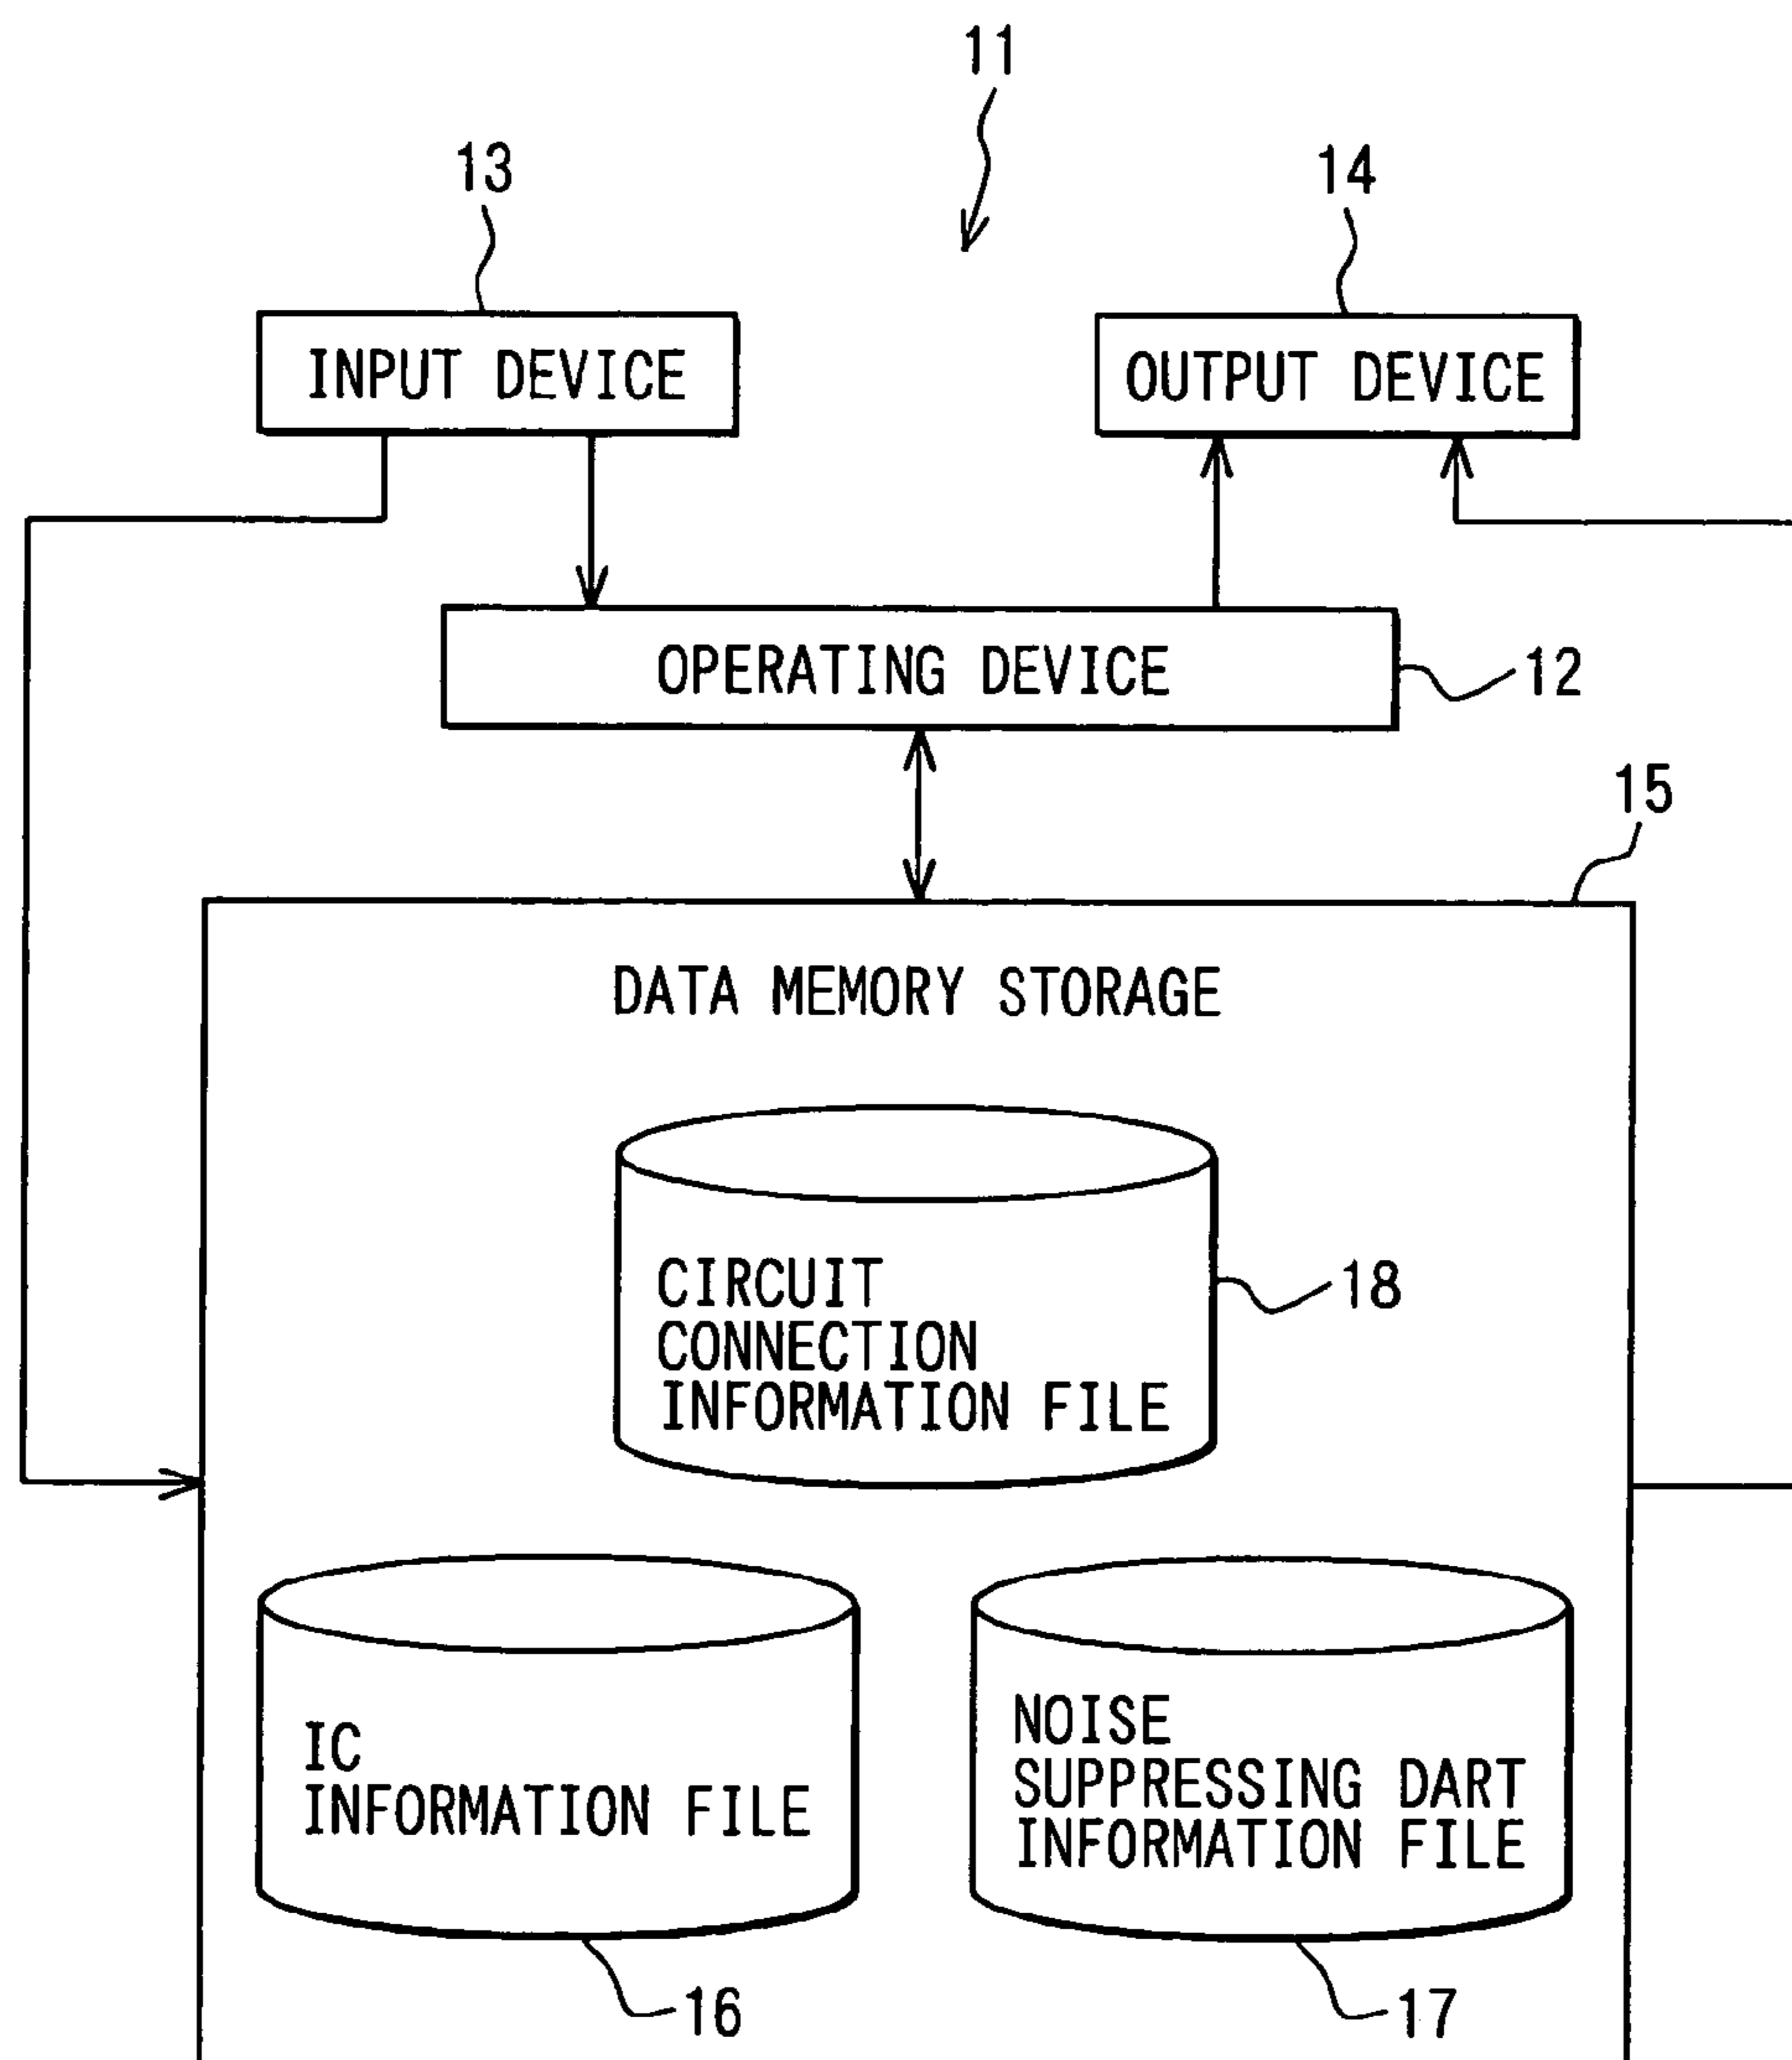 11
13
14
INPUT DEVICE
OUTPUT DEVICE
OPERATING DEVICE
12
15
DATA MEMORY STORAGE
CIRCUIT
CONNECTION
INFORMATION FILE
18
IC
INFORMATION FILE
NOISE
SUPPRESSING DART
INFORMATION FILE
16
17